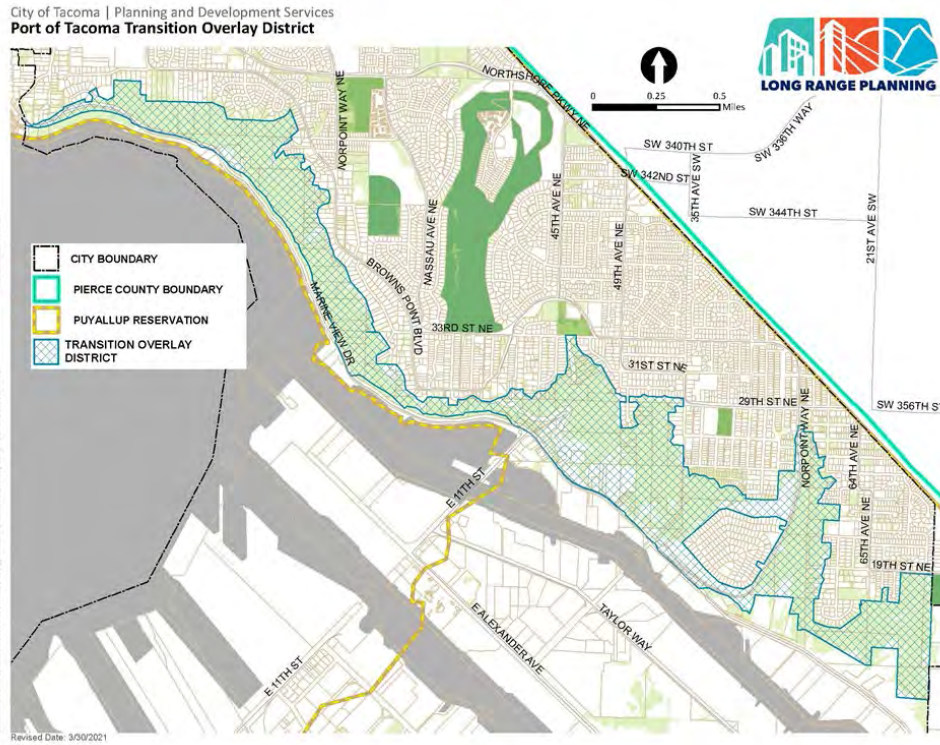 City of Tacoma | Planning and Development Services
Port of Tacoma Transition Overlay District
LONG RANGE PLANNING
0 0.25 0.5
Miles
NORTHSHORE PKWY NE
NORPOINT WAY NE
SW 340TH ST
SW 336TH WAY
SW 342ND ST
35TH AVE SW
SW 344TH ST
21ST AVE SW
45TH AVE NE
49TH AVE NE
NASSAU AVE NE
BROWNS POINT BLVD
MARINE VIEW DR
33RD ST NE
31ST ST NE
29TH ST NE
SW 356TH S
NORPOINT WAY NE
64TH AVE NE
65TH AVE NE
19TH ST NE
CITY BOUNDARY
PIERCE COUNTY BOUNDARY
PUYALLUP RESERVATION
TRANSITION OVERLAY
DISTRICT
E 11TH ST
E ALEXANDER AVE
TAYLOR WAY
E 11TH ST
Revised Date: 3/30/2021